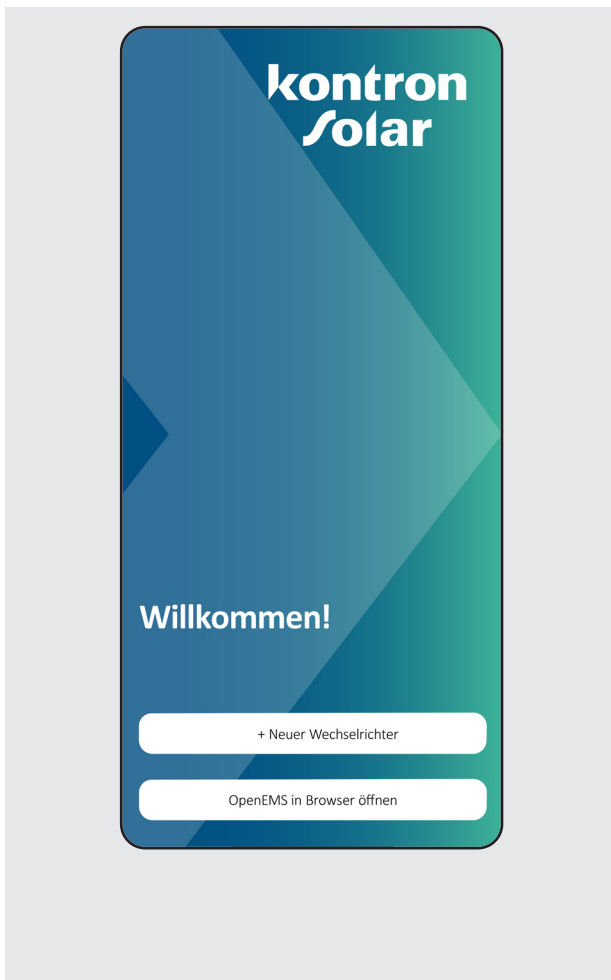 kontron
Solar
Willkommen!
+ Neuer Wechselrichter
OpenEMS in Browser öffnen